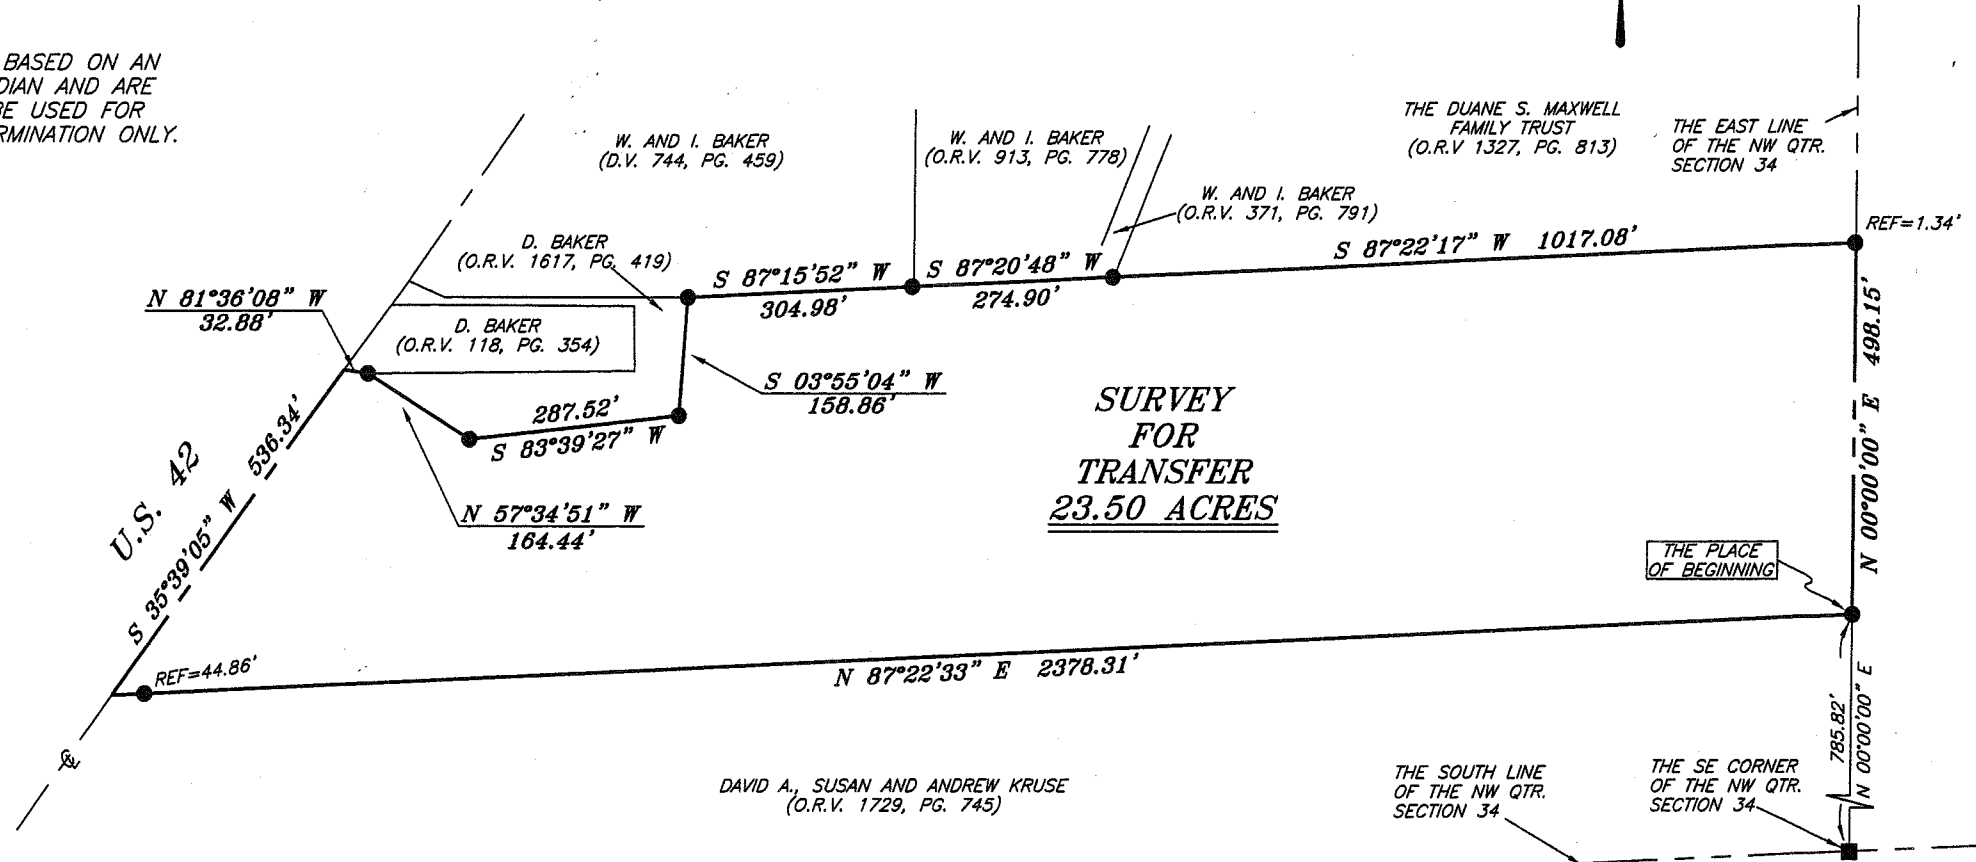 BASED ON AN
DIAN AND ARE
BE USED FOR
RMINATION ONLY.
W. AND I. BAKER
(D.V. 744, PG. 459)
W. AND I. BAKER
(O.R.V. 913, PG. 778)
THE DUANE S. MAXWELL
FAMILY TRUST
(O.R.V 1327, PG. 813)
THE EAST LINE
OF THE NW QTR.
SECTION 34
W. AND I. BAKER
(O.R.V. 371, PG. 791)
REF=1.34'
D. BAKER
(O.R.V. 1617, PG. 419)
S 87°15'52" W
304.98'
S 87°20'48" W
274.90'
S 87°22'17" W 1017.08'
N 81°36'08" W
32.88'
D. BAKER
(O.R.V. 118, PG. 354)
S 03°55'04" W
158.86'
287.52'
S 83°39'27" W
N 57°34'51" W
164.44'
U.S. 42
S 35°39'05" W 536.34'
SURVEY
FOR
TRANSFER
23.50 ACRES
N 00°00'00" E 498.15'
THE PLACE
OF BEGINNING
REF=44.86'
N 87°22'33" E 2378.31'
785.82'
N 00°00'00" E
DAVID A., SUSAN AND ANDREW KRUSE
(O.R.V. 1729, PG. 745)
THE SOUTH LINE
OF THE NW QTR.
SECTION 34
THE SE CORNER
OF THE NW QTR.
SECTION 34